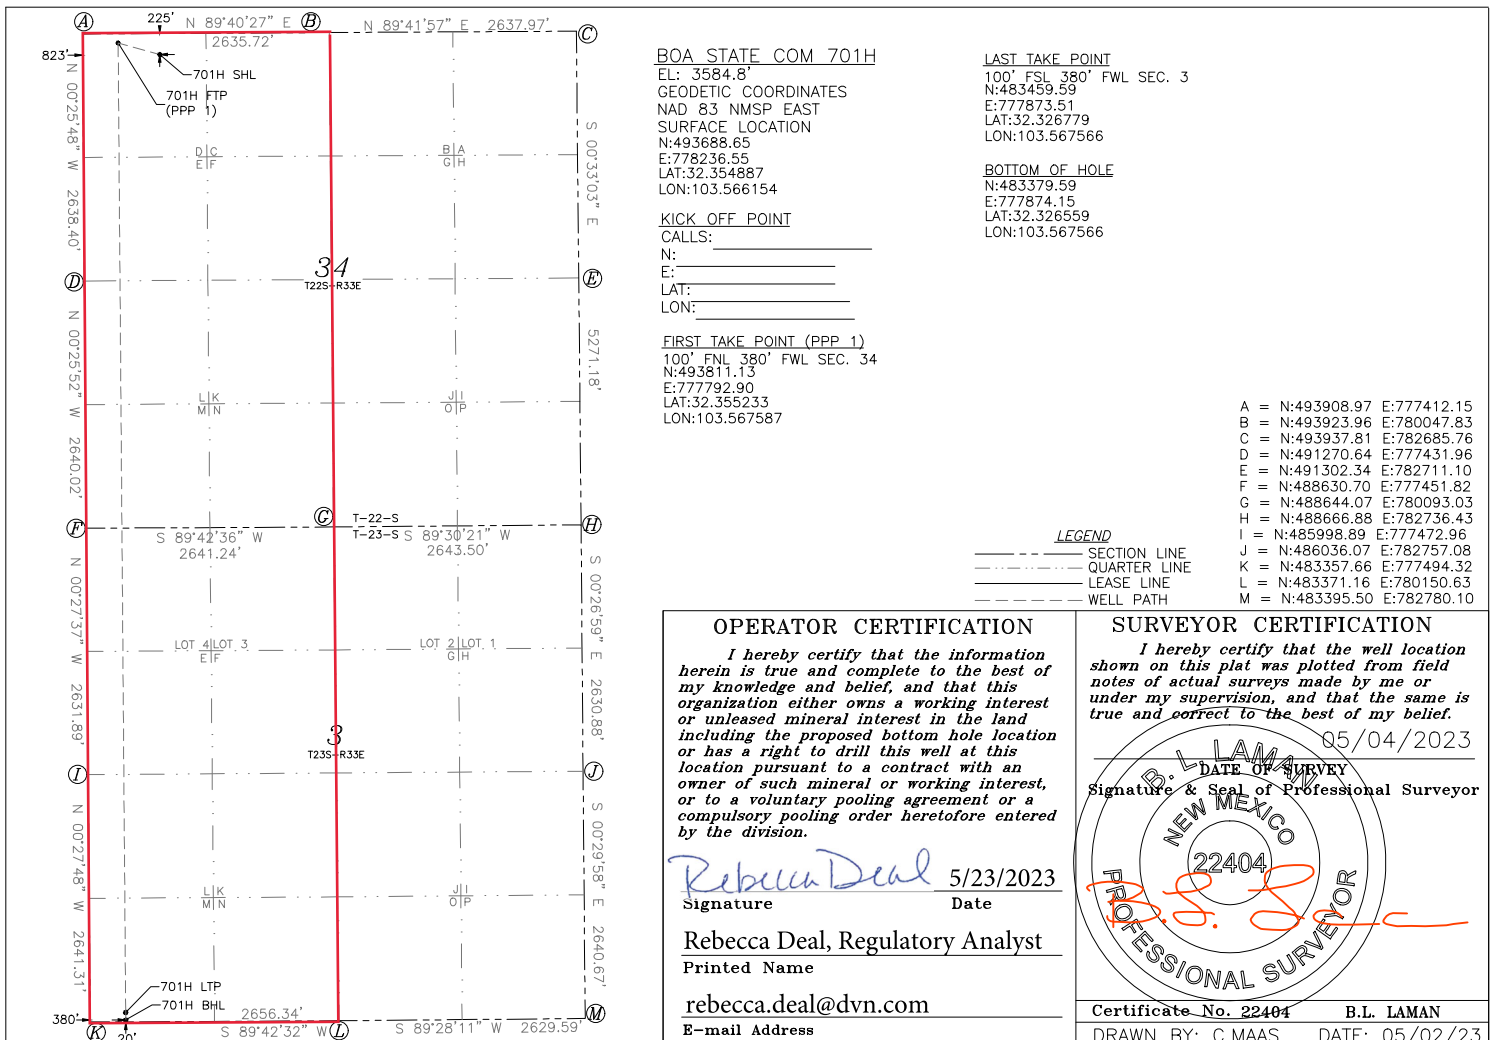 A
225'
N 89°40'27" E
B
N 89°41'57" E 2637.97'
C
2635.72'
823'
701H SHL
701H FTP
(PPP 1)
N 00°25'48" W 2638.40'
S 00°33'03" E
D C
E F
B A
G H
D
34
T22S-R33E
E
N 00°25'52" W 2640.02'
5271.18'
L K
M N
J I
O P
F
G
T-22-S
T-23-S
H
S 89°42'36" W
2641.24'
S 89°30'21" W
2643.50'
N 00°27'37" W 2631.89'
S 00°26'59" E 2630.88'
LOT 4 LOT 3
E F
LOT 2 LOT 1
G H
3
T23S-R33E
I
J
N 00°27'48" W 2641.31'
S 00°29'58" E 2640.67'
L K
M N
J I
O P
701H LTP
701H BHL
380'
2656.34'
S 89°42'32" W
S 89°28'11" W 2629.59'
K
20'
L
M
BOA STATE COM 701H
EL: 3584.8'
GEODETIC COORDINATES
NAD 83 NMSP EAST
SURFACE LOCATION
N:493688.65
E:778236.55
LAT:32.354887
LON:103.566154
KICK OFF POINT
CALLS:
N:
E:
LAT:
LON:
FIRST TAKE POINT (PPP 1)
100' FNL 380' FWL SEC. 34
N:493811.13
E:777792.90
LAT:32.355233
LON:103.567587
LAST TAKE POINT
100' FSL 380' FWL SEC. 3
N:483459.59
E:777873.51
LAT:32.326779
LON:103.567566
BOTTOM OF HOLE
N:483379.59
E:777874.15
LAT:32.326559
LON:103.567566
A = N:493908.97 E:777412.15
B = N:493923.96 E:780047.83
C = N:493937.81 E:782685.76
D = N:491270.64 E:777431.96
E = N:491302.34 E:782711.10
F = N:488630.70 E:777451.82
G = N:488644.07 E:780093.03
H = N:488666.88 E:782736.43
I = N:485998.89 E:777472.96
J = N:486036.07 E:782757.08
K = N:483357.66 E:777494.32
L = N:483371.16 E:780150.63
M = N:483395.50 E:782780.10
LEGEND
SECTION LINE
QUARTER LINE
LEASE LINE
WELL PATH
OPERATOR CERTIFICATION
I hereby certify that the information
herein is true and complete to the best of
my knowledge and belief, and that this
organization either owns a working interest
or unleased mineral interest in the land
including the proposed bottom hole location
or has a right to drill this well at this
location pursuant to a contract with an
owner of such mineral or working interest,
or to a voluntary pooling agreement or a
compulsory pooling order heretofore entered
by the division.
Rebecca Deal 5/23/2023
Signature Date
Rebecca Deal, Regulatory Analyst
Printed Name
rebecca.deal@dvn.com
E-mail Address
SURVEYOR CERTIFICATION
I hereby certify that the well location
shown on this plat was plotted from field
notes of actual surveys made by me or
under my supervision, and that the same is
true and correct to the best of my belief.
05/04/2023
DATE OF SURVEY
Signature & Seal of Professional Surveyor
B. L. LAMAN
NEW MEXICO
22404
PROFESSIONAL SURVEYOR
Certificate No. 22404 B.L. LAMAN
DRAWN BY: C.MAAS DATE: 05/02/23